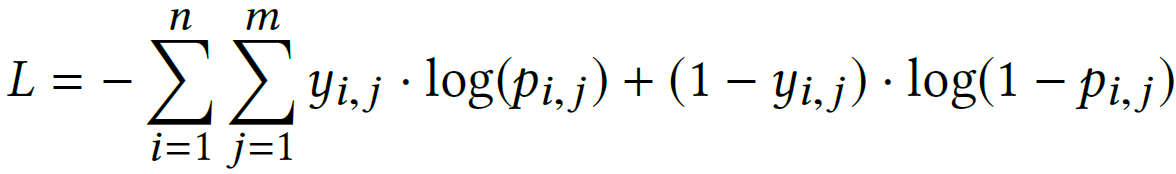 L = − ∑_{i=1}^{n} ∑_{j=1}^{m} y_{i,j} · log(p_{i,j}) + (1 − y_{i,j}) · log(1 − p_{i,j})